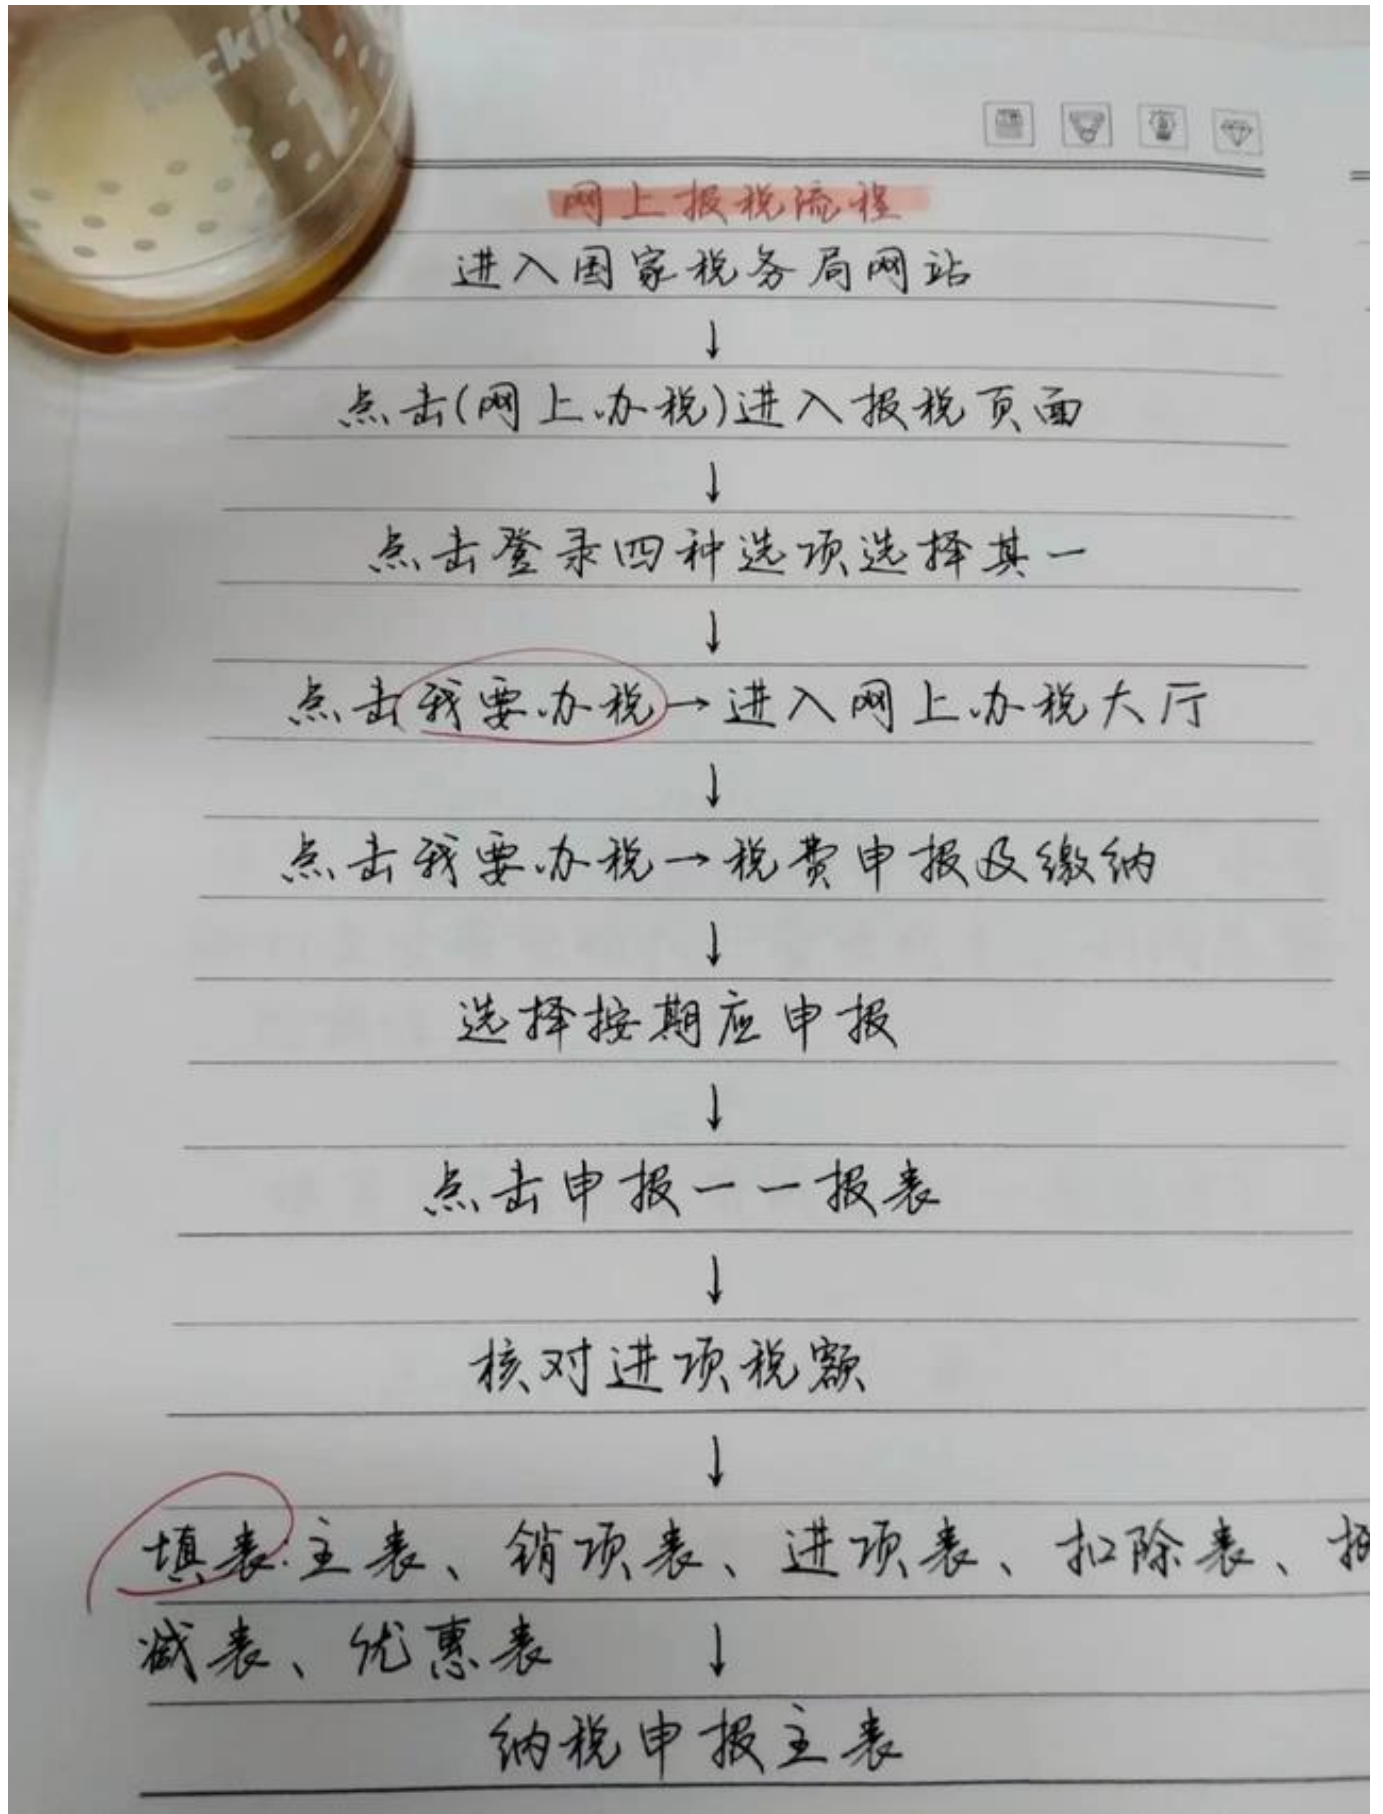 luckin
网上报税流程
进入国家税务局网站
↓
点击(网上办税)进入报税页面
↓
点击登录四种选项选择其一
↓
点击我要办税→进入网上办税大厅
↓
点击我要办税→税费申报及缴纳
↓
选择按期应申报
↓
点击申报一一报表
↓
核对进项税额
↓
填表:主表、销项表、进项表、扣除表、
减表、优惠表 ↓
纳税申报主表